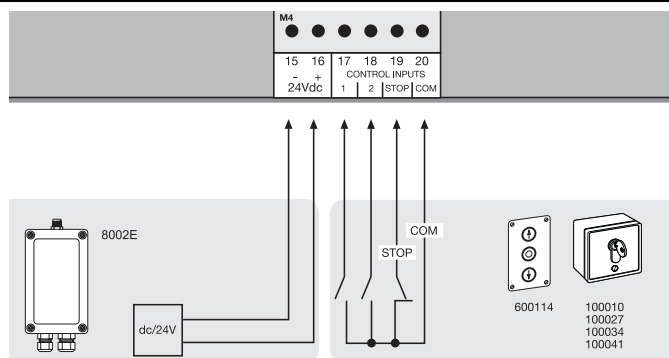 M4
15 16 17 18 19 20
- + CONTROL INPUTS
24Vdc 1 2 STOP COM
8002E
COM
STOP
dc/24V
600114
100010
100027
100034
100041